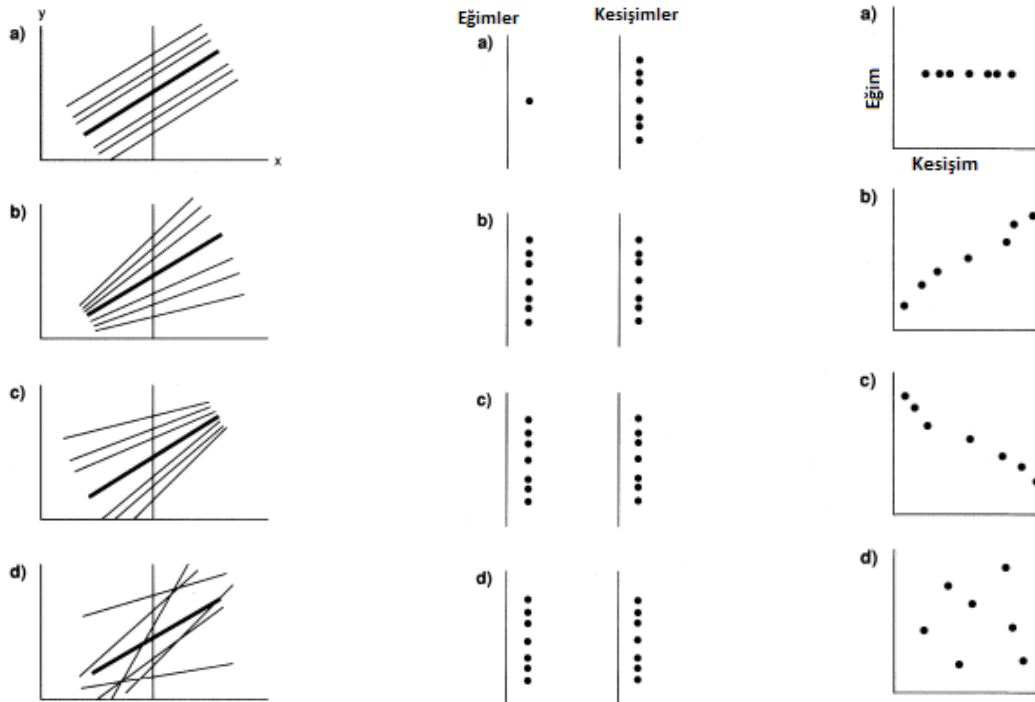 y
a)
x
b)
c)
d)
Eğimler
Kesişimler
a)
b)
c)
d)
a)
Eğim
Kesişim
b)
c)
d)